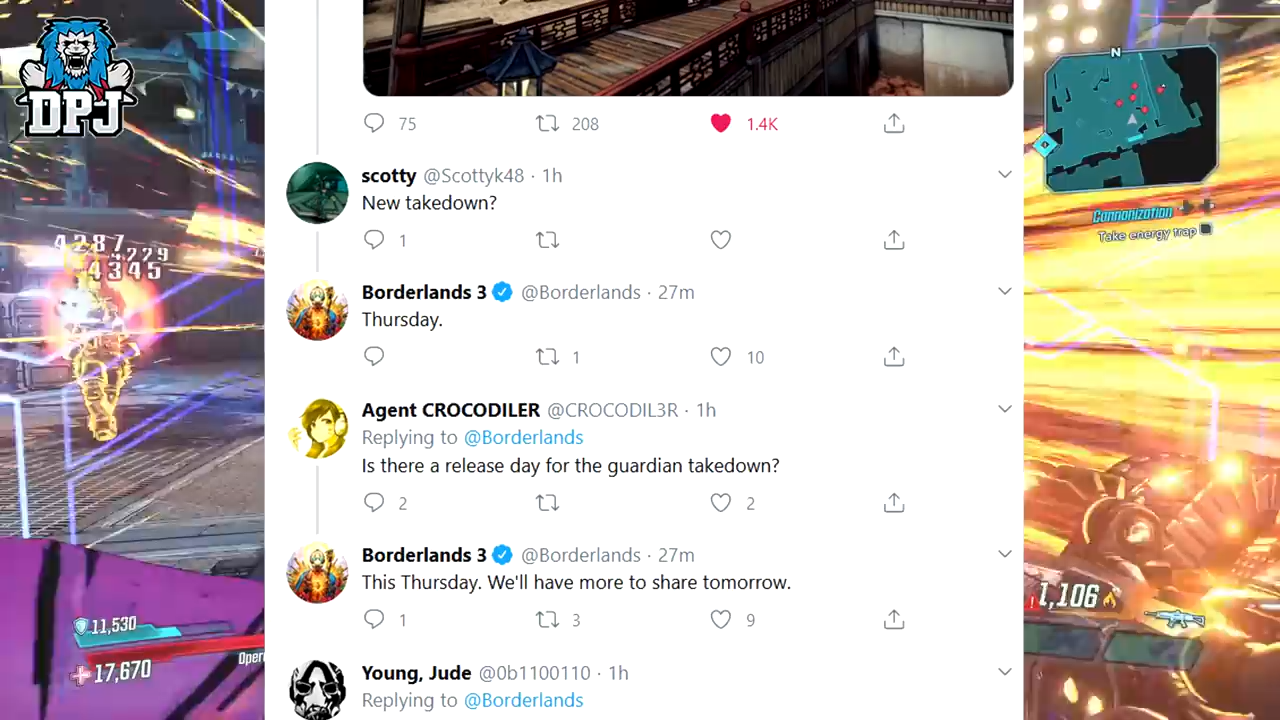 DPJ
75 208 1.4K
scotty @Scottyk48 · 1h
New takedown?
1
Borderlands 3 @Borderlands · 27m
Thursday.
1 10
Agent CROCODILER @CROCODIL3R · 1h
Replying to @Borderlands
Is there a release day for the guardian takedown?
2 2
Borderlands 3 @Borderlands · 27m
This Thursday. We'll have more to share tomorrow.
1 3 9
Young, Jude @0b1100110 · 1h
Replying to @Borderlands
4287
4229
4345
11,530
17,670
N
Cannonization
Take energy trap
1,106